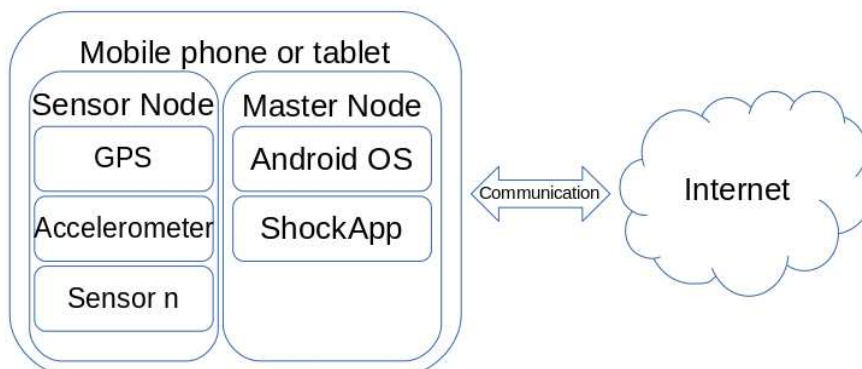 Mobile phone or tablet
Sensor Node
GPS
Accelerometer
Sensor n
Master Node
Android OS
ShockApp
Communication
Internet